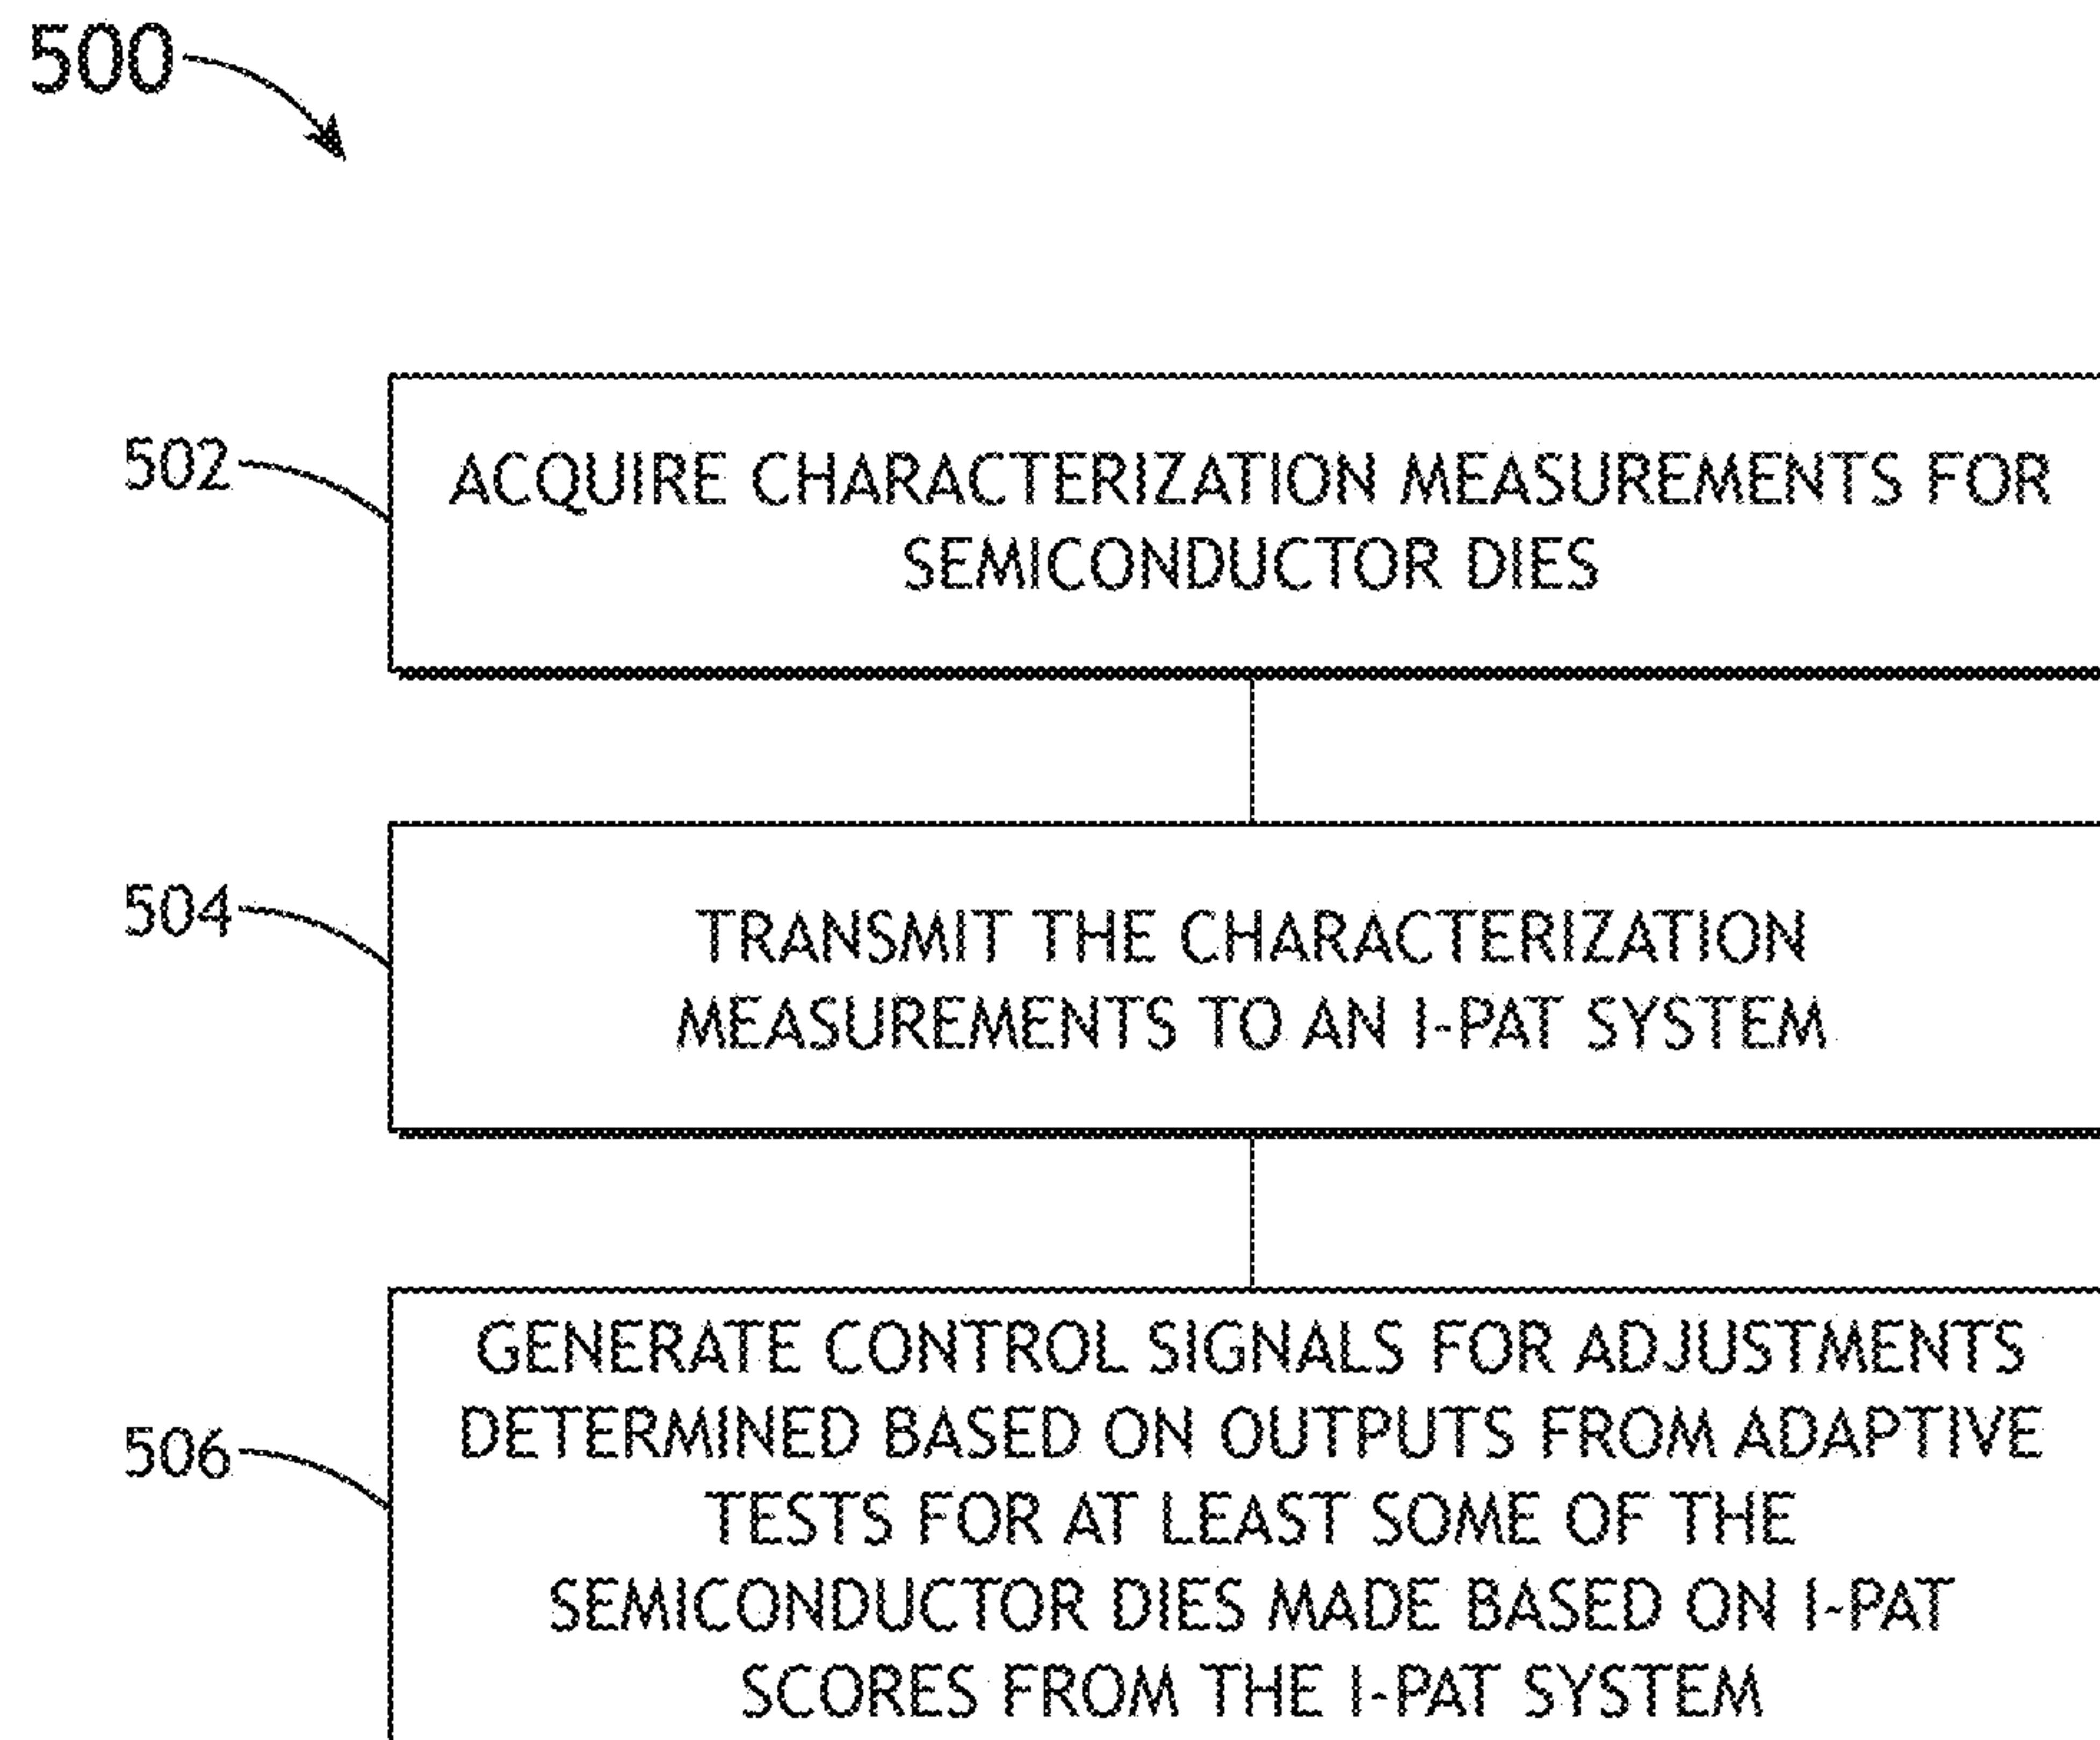 500
502
ACQUIRE CHARACTERIZATION MEASUREMENTS FOR
SEMICONDUCTOR DIES
504
TRANSMIT THE CHARACTERIZATION
MEASUREMENTS TO AN I-PAT SYSTEM
506
GENERATE CONTROL SIGNALS FOR ADJUSTMENTS
DETERMINED BASED ON OUTPUTS FROM ADAPTIVE
TESTS FOR AT LEAST SOME OF THE
SEMICONDUCTOR DIES MADE BASED ON I-PAT
SCORES FROM THE I-PAT SYSTEM